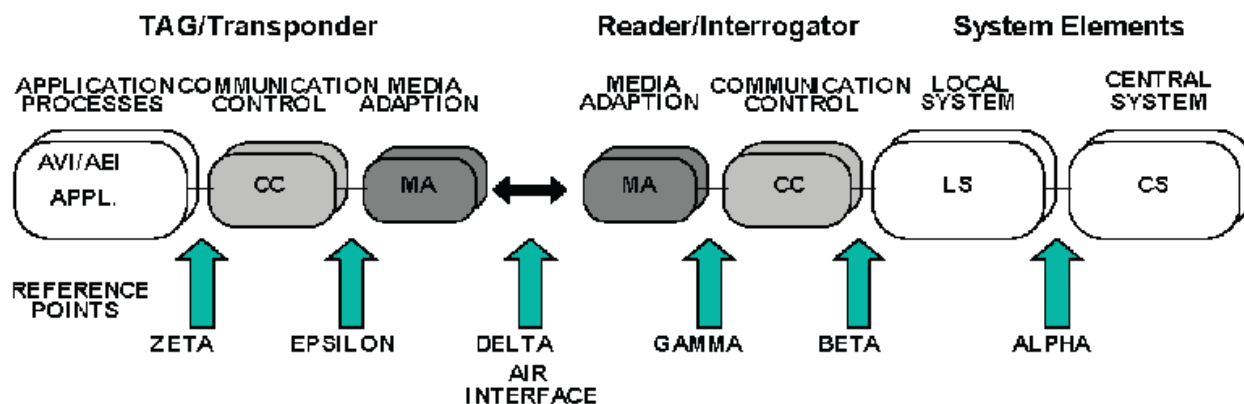 TAG/Transponder
Reader/Interrogator
System Elements
APPLICATION
PROCESSES
COMMUNICATION
CONTROL
MEDIA
ADAPTION
MEDIA
ADAPTION
COMMUNICATION
CONTROL
LOCAL
SYSTEM
CENTRAL
SYSTEM
AVI/AEI
APPL.
CC
MA
MA
CC
LS
CS
REFERENCE
POINTS
ZETA
EPSILON
DELTA
AIR
INTERFACE
GAMMA
BETA
ALPHA